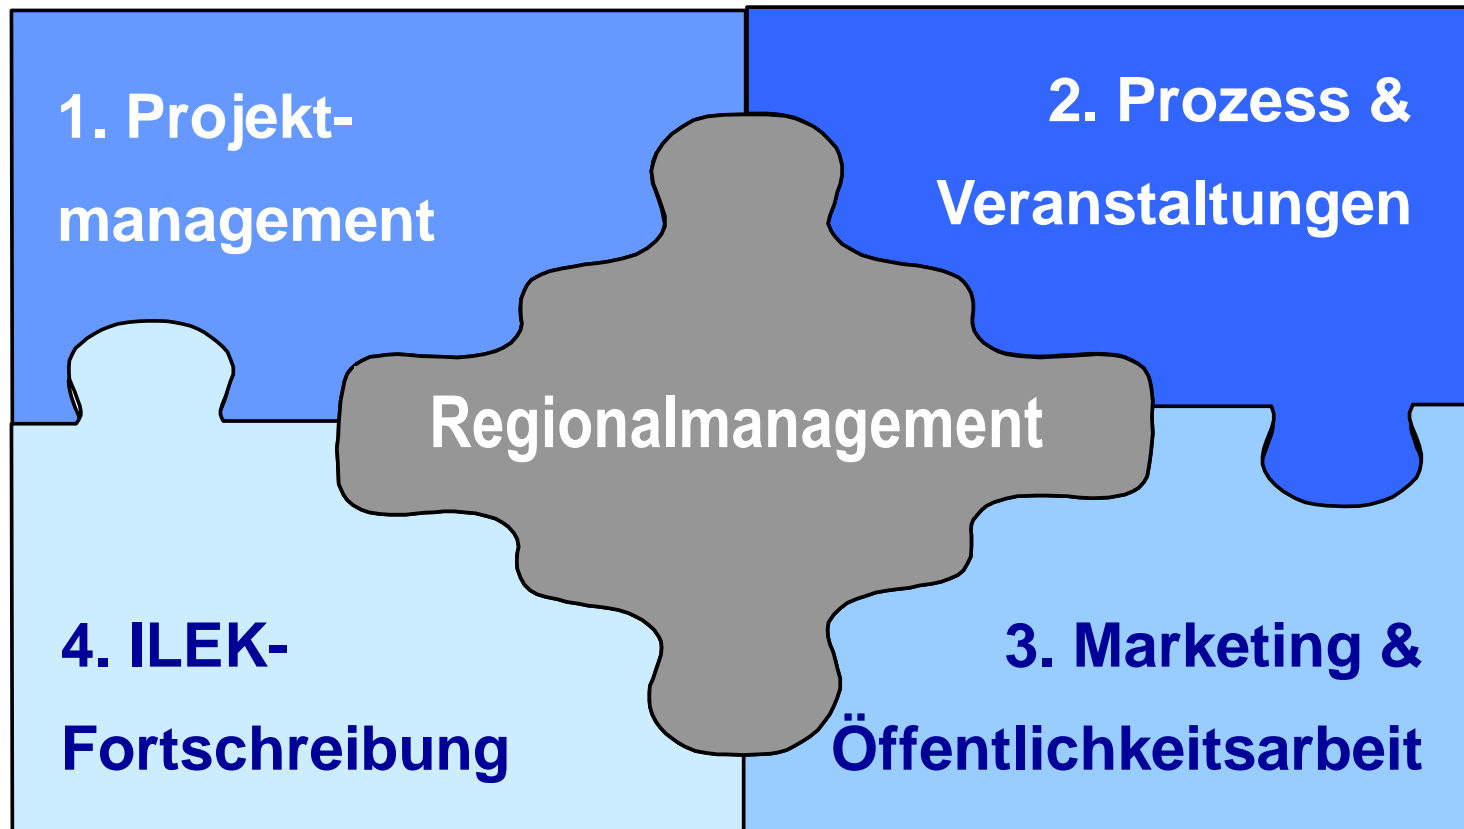 1. Projekt-
management
2. Prozess &
Veranstaltungen
Regionalmanagement
4. ILEK-
Fortschreibung
3. Marketing &
Öffentlichkeitsarbeit